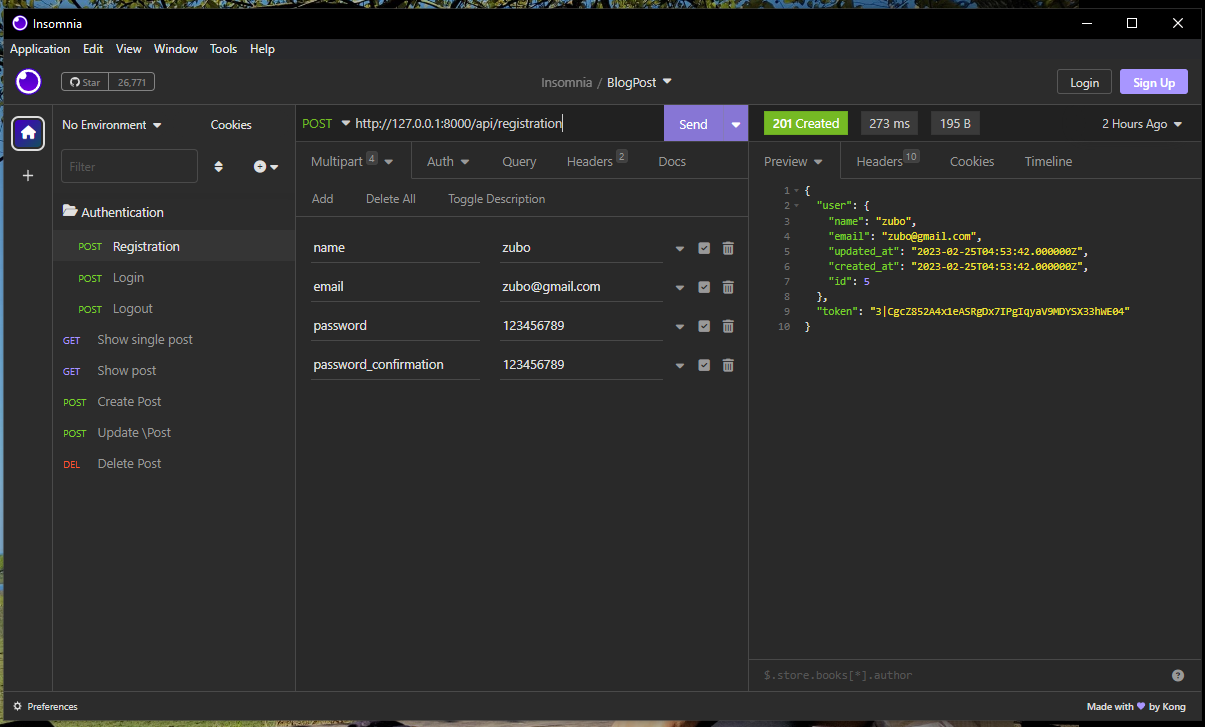 Insomnia
Application Edit View Window Tools Help
Star 26,771
Insomnia / BlogPost
Login Sign Up
No Environment Cookies
Filter
Authentication
POST Registration
POST Login
POST Logout
GET Show single post
GET Show post
POST Create Post
POST Update \Post
DEL Delete Post
POST http://127.0.0.1:8000/api/registration Send
Multipart 4 Auth Query Headers 2 Docs
Add Delete All Toggle Description
name zubo
email zubo@gmail.com
password 123456789
password_confirmation 123456789
201 Created 273 ms 195 B 2 Hours Ago
Preview Headers 10 Cookies Timeline
1 {
2 "user": {
3 "name": "zubo",
4 "email": "zubo@gmail.com",
5 "updated_at": "2023-02-25T04:53:42.000000Z",
6 "created_at": "2023-02-25T04:53:42.000000Z",
7 "id": 5
8 },
9 "token": "3|CgcZ852A4x1eASRgDx7IPgIqyaV9MDYSX33hWE04"
10 }
$.store.books[*].author ?
Preferences
Made with by Kong